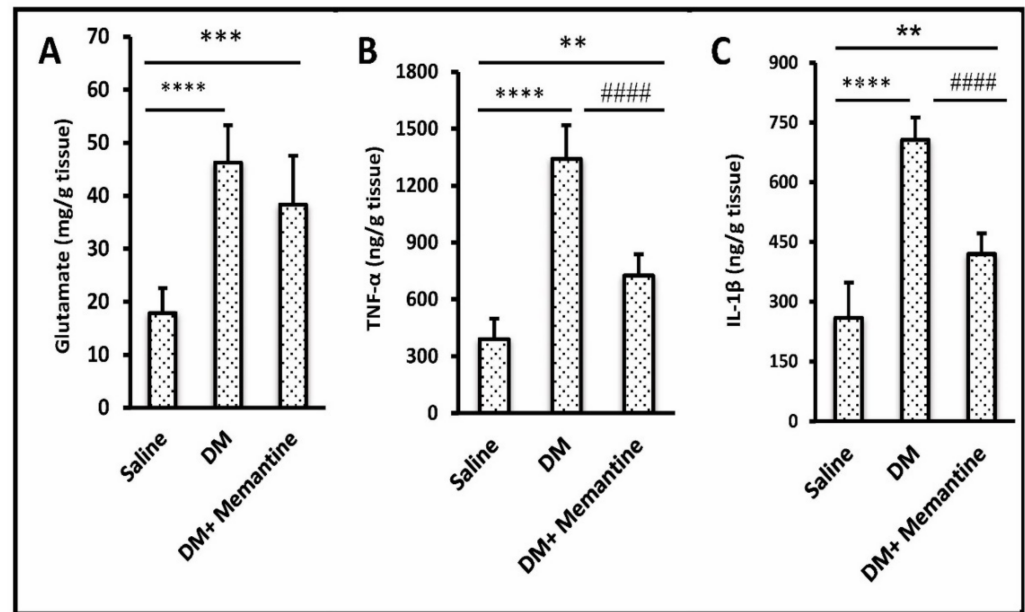 A
***
****
Glutamate (mg/g tissue)
70
60
50
40
30
20
10
0
Saline
DM
DM+ Memantine
B
**
****
####
TNF-α (ng/g tissue)
1800
1500
1200
900
600
300
0
Saline
DM
DM+ Memantine
C
**
****
####
IL-1β (ng/g tissue)
900
750
600
450
300
150
0
Saline
DM
DM+ Memantine